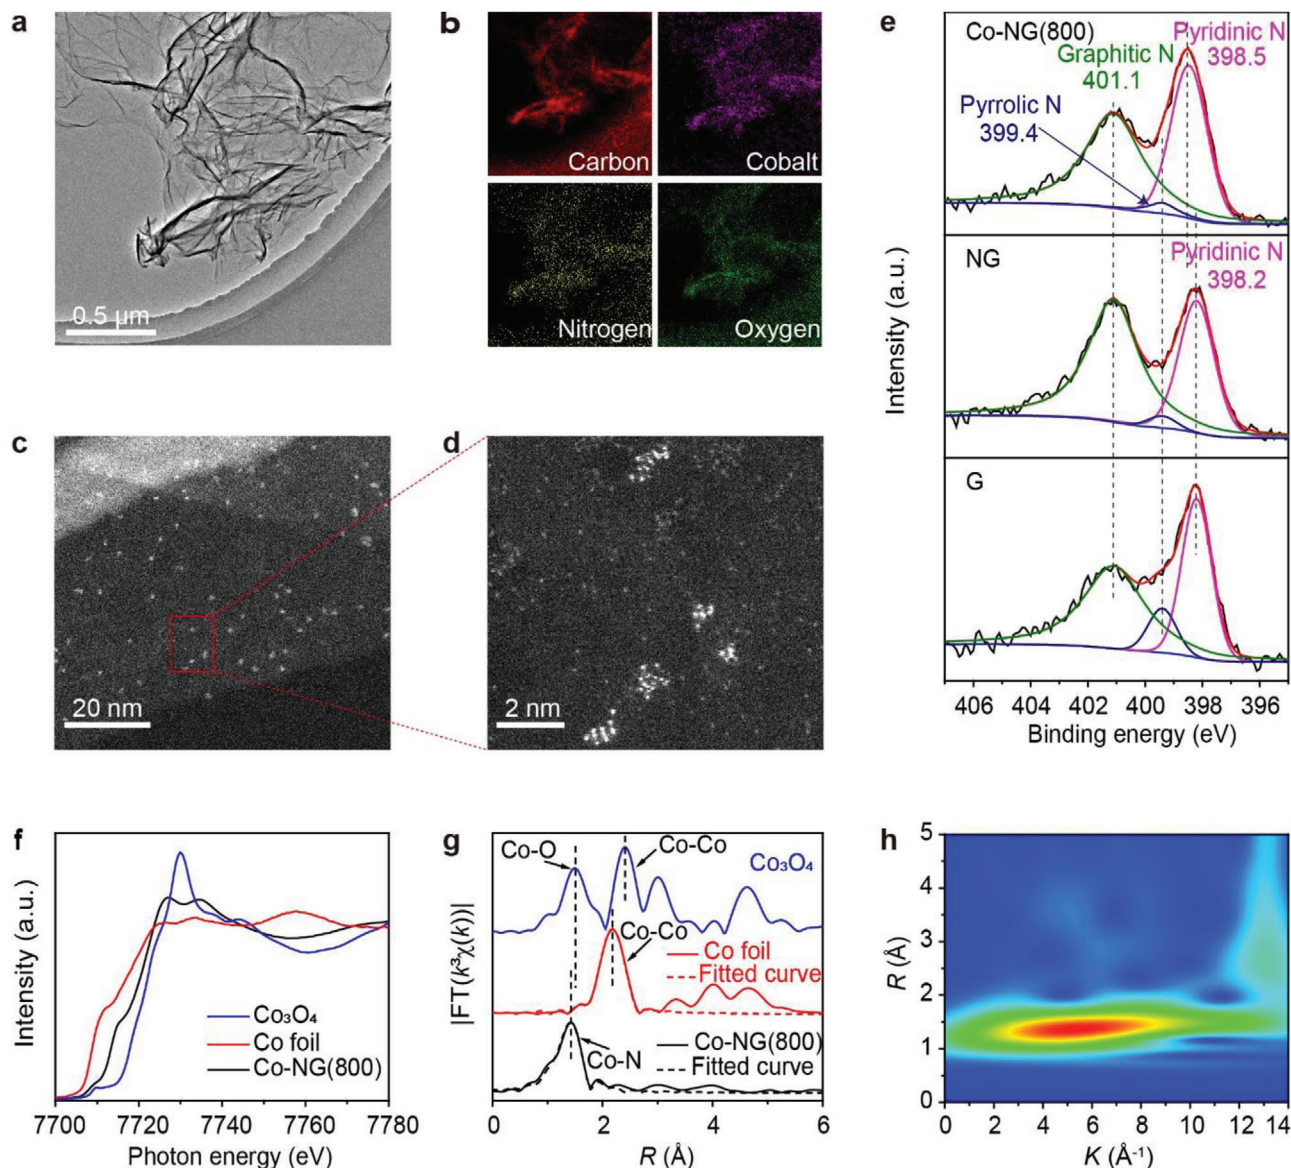 a
0.5 μm
b
Carbon
Cobalt
Nitrogen
Oxygen
c
20 nm
d
2 nm
e
Co-NG(800)
Pyridinic N
398.5
Graphitic N
401.1
Pyrrolic N
399.4
NG
Pyridinic N
398.2
G
Intensity (a.u.)
406 404 402 400 398 396
Binding energy (eV)
f
Intensity (a.u.)
Co₃O₄
Co foil
Co-NG(800)
7700 7720 7740 7760 7780
Photon energy (eV)
g
|FT(k³χ(k))|
Co-O
Co-Co
Co₃O₄
Co-Co
Co foil
Fitted curve
Co-N
Co-NG(800)
Fitted curve
0 2 4 6
R (Å)
h
R (Å)
5
4
3
2
1
0
0 2 4 6 8 10 12 14
K (Å⁻¹)